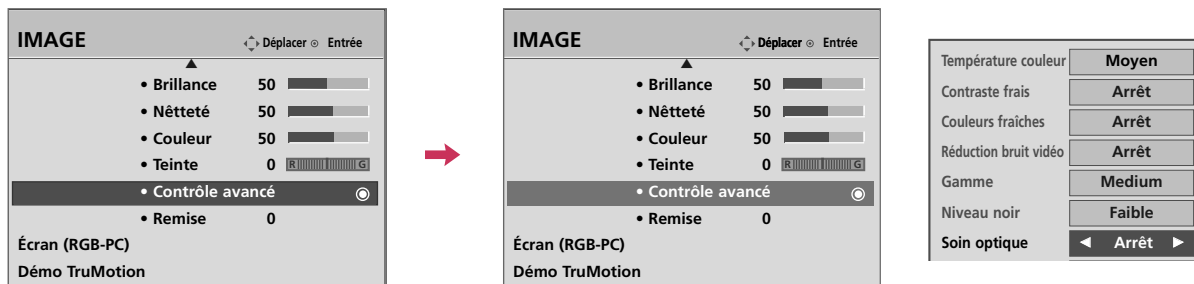 IMAGE
Déplacer Entrée
• Brillance 50
• Nêtteté 50
• Couleur 50
• Teinte 0 R G
• Contrôle avancé
• Remise 0
Écran (RGB-PC)
Démo TruMotion
IMAGE
Déplacer Entrée
• Brillance 50
• Nêtteté 50
• Couleur 50
• Teinte 0 R G
• Contrôle avancé
• Remise 0
Écran (RGB-PC)
Démo TruMotion
Température couleur Moyen
Contraste frais Arrêt
Couleurs fraîches Arrêt
Réduction bruit vidéo Arrêt
Gamme Medium
Niveau noir Faible
Soin optique ◄ Arrêt ►